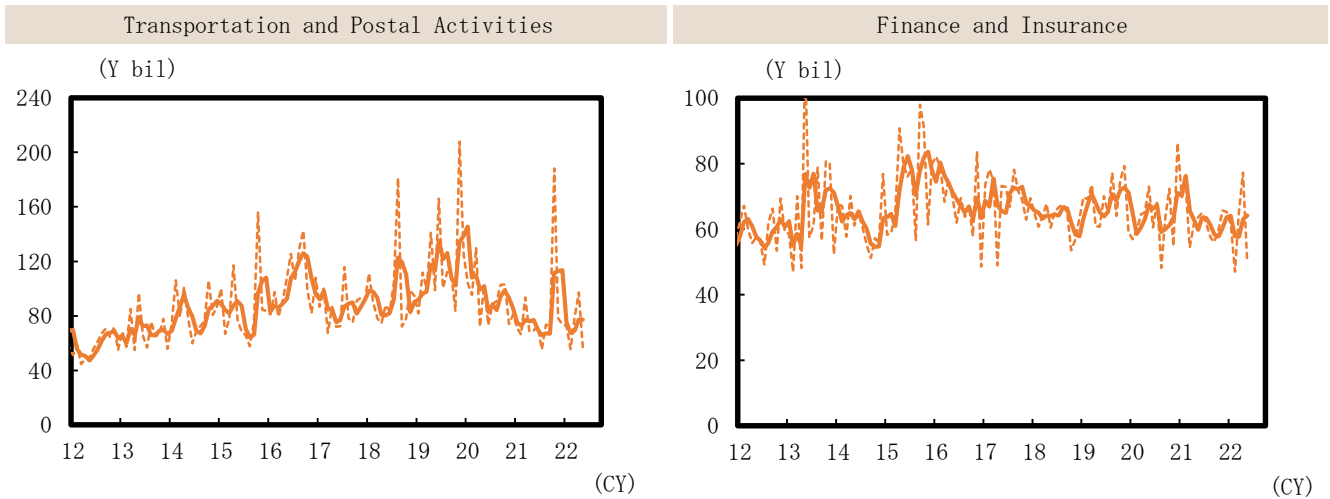 Transportation and Postal Activities
(Y bil)
240
200
160
120
80
40
0
12 13 14 15 16 17 18 19 20 21 22
(CY)
Finance and Insurance
(Y bil)
100
80
60
40
20
0
12 13 14 15 16 17 18 19 20 21 22
(CY)